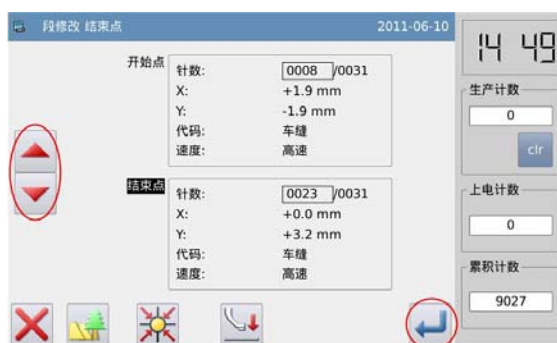 段修改 结束点 2011-06-10
14 49
开始点
针数: 0008 /0031
X: +1.9 mm
Y: -1.9 mm
代码: 车缝
速度: 高速
结束点
针数: 0023 /0031
X: +0.0 mm
Y: +3.2 mm
代码: 车缝
速度: 高速
生产计数
0
clr
上电计数
0
累积计数
9027